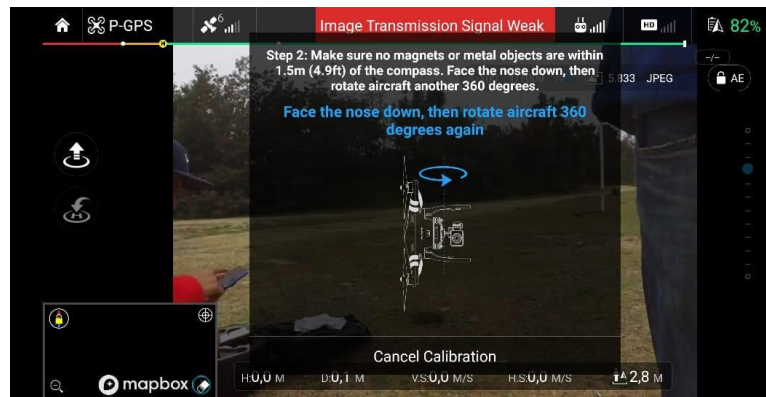 P-GPS
6
Image Transmission Signal Weak
HD
82%
H
Step 2: Make sure no magnets or metal objects are within
1.5m (4.9ft) of the compass. Face the nose down, then
rotate aircraft another 360 degrees.
-/-
5.833 JPEG
AE
Face the nose down, then rotate aircraft 360
degrees again
H
Cancel Calibration
mapbox
H:0,0 M D:0,1 M V.S:0,0 M/S H.S:0,0 M/S 2,8 M